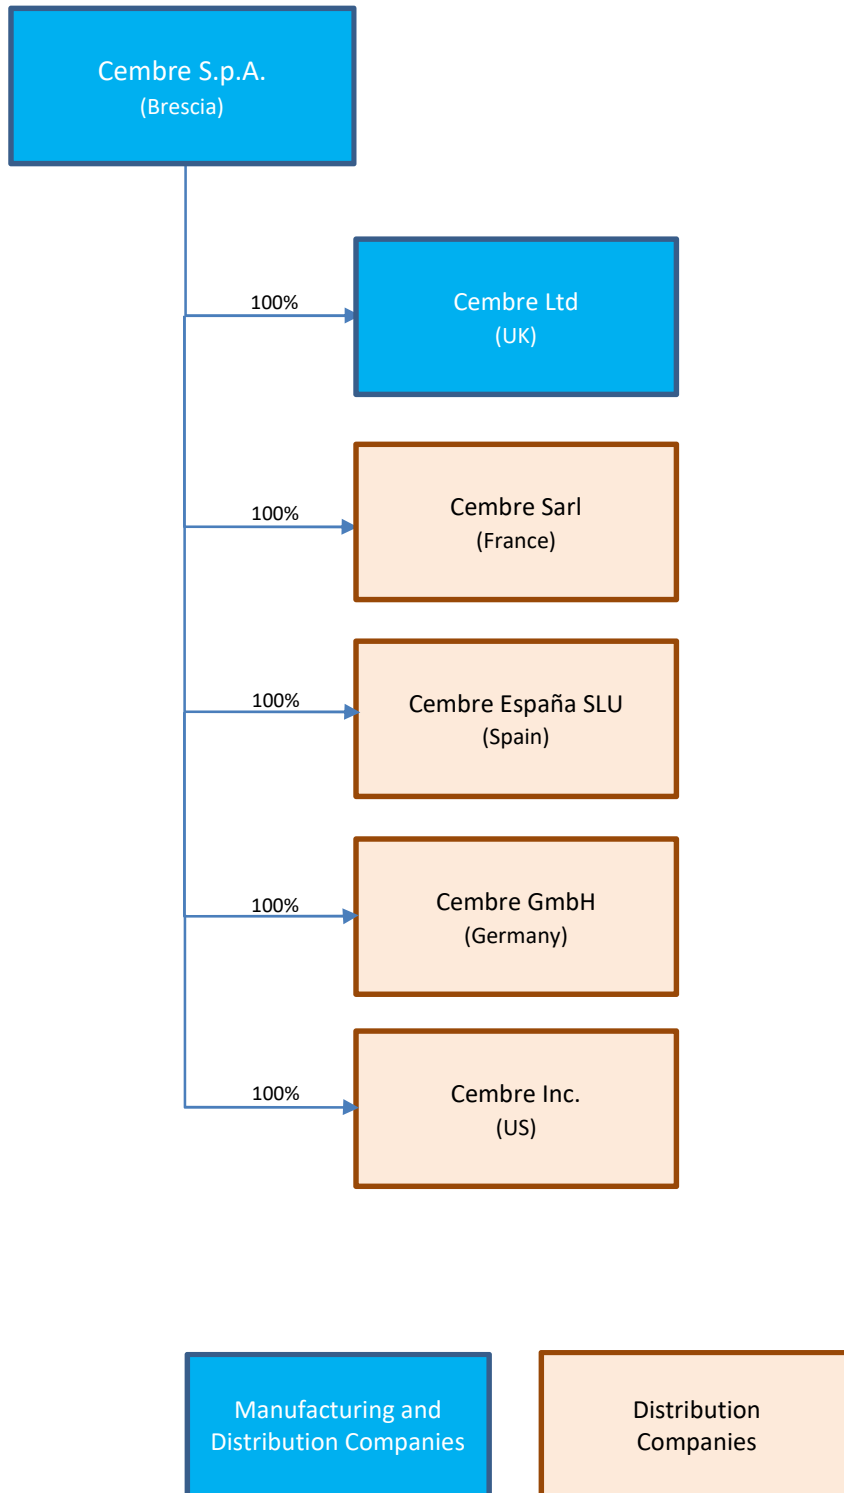 Cembre S.p.A.
(Brescia)
100%
Cembre Ltd
(UK)
100%
Cembre Sarl
(France)
100%
Cembre España SLU
(Spain)
100%
Cembre GmbH
(Germany)
100%
Cembre Inc.
(US)
Manufacturing and
Distribution Companies
Distribution
Companies